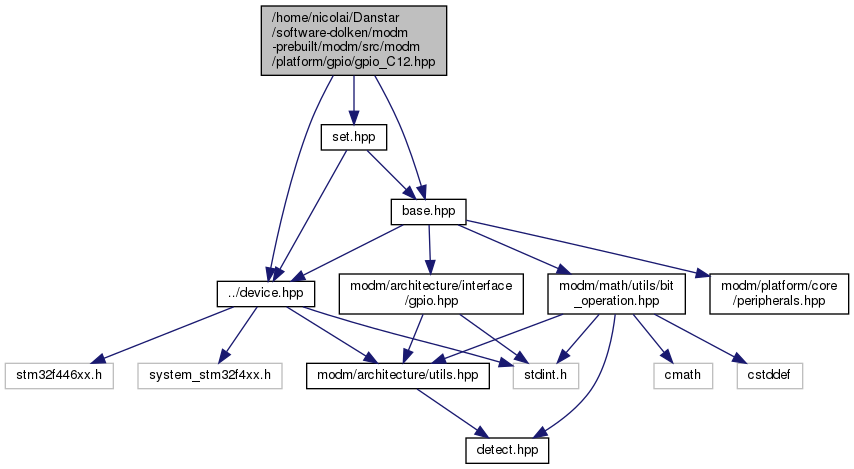 /home/nicolai/Danstar
/software-dolken/modm
-prebuilt/modm/src/modm
/platform/gpio/gpio_C12.hpp
set.hpp
base.hpp
../device.hpp
modm/architecture/interface
/gpio.hpp
modm/math/utils/bit
_operation.hpp
modm/platform/core
/peripherals.hpp
stm32f446xx.h
system_stm32f4xx.h
modm/architecture/utils.hpp
stdint.h
cmath
cstddef
detect.hpp